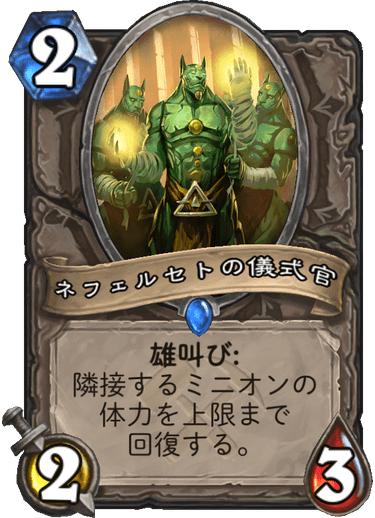 2
ネフェルセトの儀式官
雄叫び:
隣接するミニオンの
体力を上限まで
回復する。
2
3